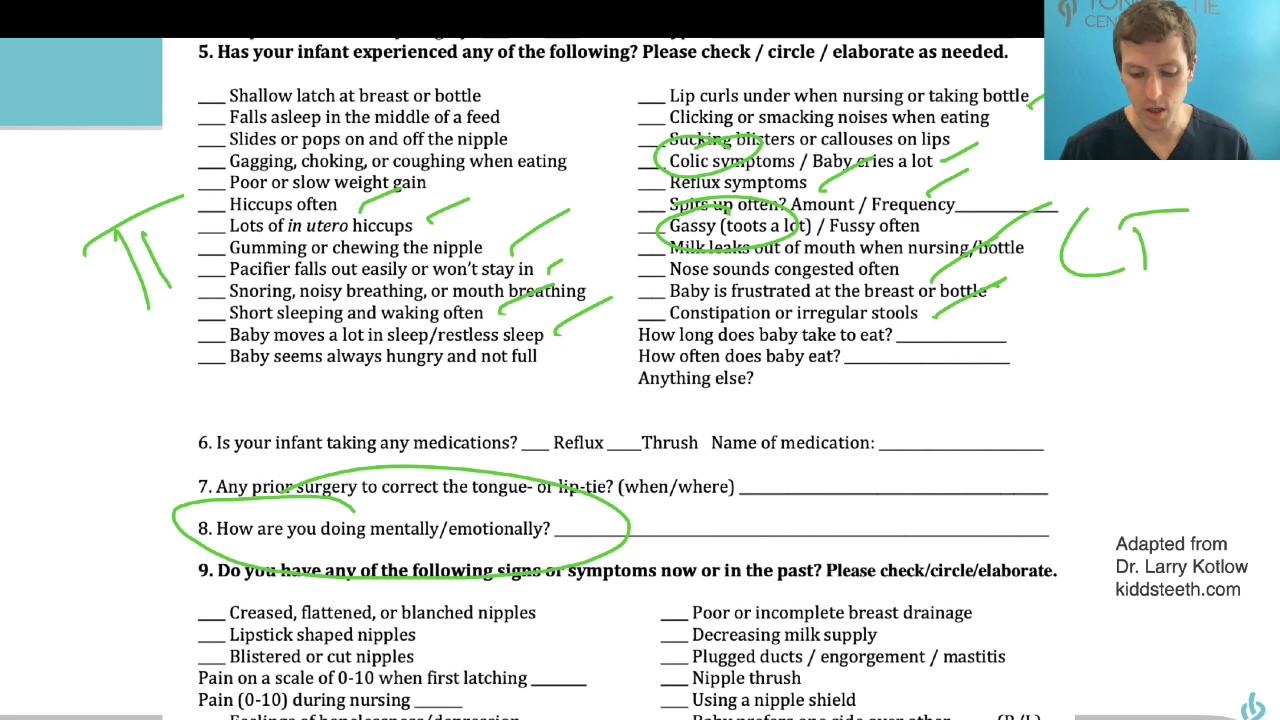 5. Has your infant experienced any of the following? Please check / circle / elaborate as needed.
___ Shallow latch at breast or bottle
___ Falls asleep in the middle of a feed
___ Slides or pops on and off the nipple
___ Gagging, choking, or coughing when eating
___ Poor or slow weight gain
___ Hiccups often
___ Lots of in utero hiccups
___ Gumming or chewing the nipple
___ Pacifier falls out easily or won't stay in
___ Snoring, noisy breathing, or mouth breathing
___ Short sleeping and waking often
___ Baby moves a lot in sleep/restless sleep
___ Baby seems always hungry and not full
___ Lip curls under when nursing or taking bottle
___ Clicking or smacking noises when eating
___ Sucking blisters or callouses on lips
___ Colic symptoms / Baby cries a lot
___ Reflux symptoms
___ Spits up often? Amount / Frequency___________
___ Gassy (toots a lot) / Fussy often
___ Milk leaks out of mouth when nursing/bottle
___ Nose sounds congested often
___ Baby is frustrated at the breast or bottle
___ Constipation or irregular stools
How long does baby take to eat? ____________
How often does baby eat? __________________
Anything else?
TT
LT
6. Is your infant taking any medications? ___ Reflux ____Thrush Name of medication: __________________
7. Any prior surgery to correct the tongue- or lip-tie? (when/where) __________________________________
8. How are you doing mentally/emotionally? ______________________________________________________
9. Do you have any of the following signs or symptoms now or in the past? Please check/circle/elaborate.
___ Creased, flattened, or blanched nipples
___ Lipstick shaped nipples
___ Blistered or cut nipples
Pain on a scale of 0-10 when first latching ______
Pain (0-10) during nursing _____
___ Poor or incomplete breast drainage
___ Decreasing milk supply
___ Plugged ducts / engorgement / mastitis
___ Nipple thrush
___ Using a nipple shield
Adapted from
Dr. Larry Kotlow
kiddsteeth.com